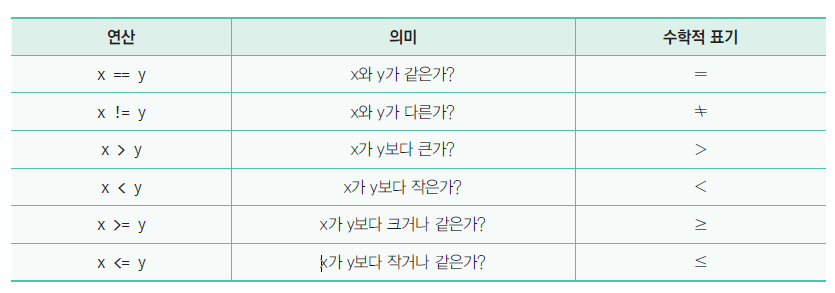 연산 의미 수학적 표기
x == y x와 y가 같은가? =
x != y x와 y가 다른가? ≠
x > y x가 y보다 큰가? >
x < y x가 y보다 작은가? <
x >= y x가 y보다 크거나 같은가? ≥
x <= y x가 y보다 작거나 같은가? ≤